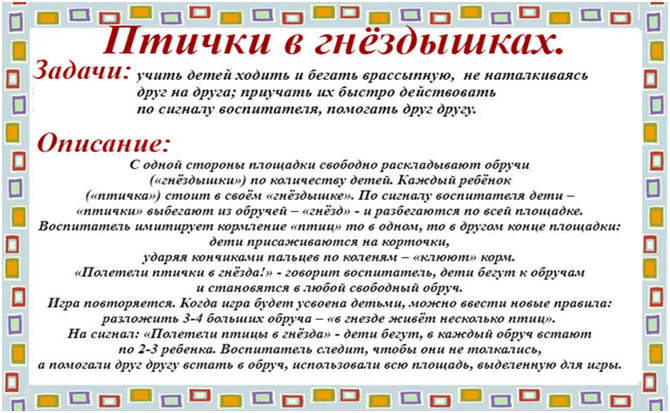 Птички в гнёздышках.
Задачи: учить детей ходить и бегать врассыпную, не наталкиваясь
друг на друга; приучать их быстро действовать
по сигналу воспитателя, помогать друг другу.
Описание:
С одной стороны площадки свободно раскладывают обручи
(«гнёздышки») по количеству детей. Каждый ребёнок
(«птичка») стоит в своём «гнёздышке». По сигналу воспитателя дети –
«птички» выбегают из обручей – «гнёзд» - и разбегаются по всей площадке.
Воспитатель имитирует кормление «птиц» то в одном, то в другом конце площадки:
дети присаживаются на корточки,
ударяя кончиками пальцев по коленям – «клюют» корм.
«Полетели птички в гнёзда!» - говорит воспитатель, дети бегут к обручам
и становятся в любой свободный обруч.
Игра повторяется. Когда игра будет усвоена детьми, можно ввести новые правила:
разложить 3-4 больших обруча – «в гнезде живёт несколько птиц».
На сигнал: «Полетели птицы в гнёзда» - дети бегут, в каждый обруч встают
по 2-3 ребенка. Воспитатель следит, чтобы они не толкались,
а помогали друг другу встать в обруч, использовали всю площадь, выделенную для игры.